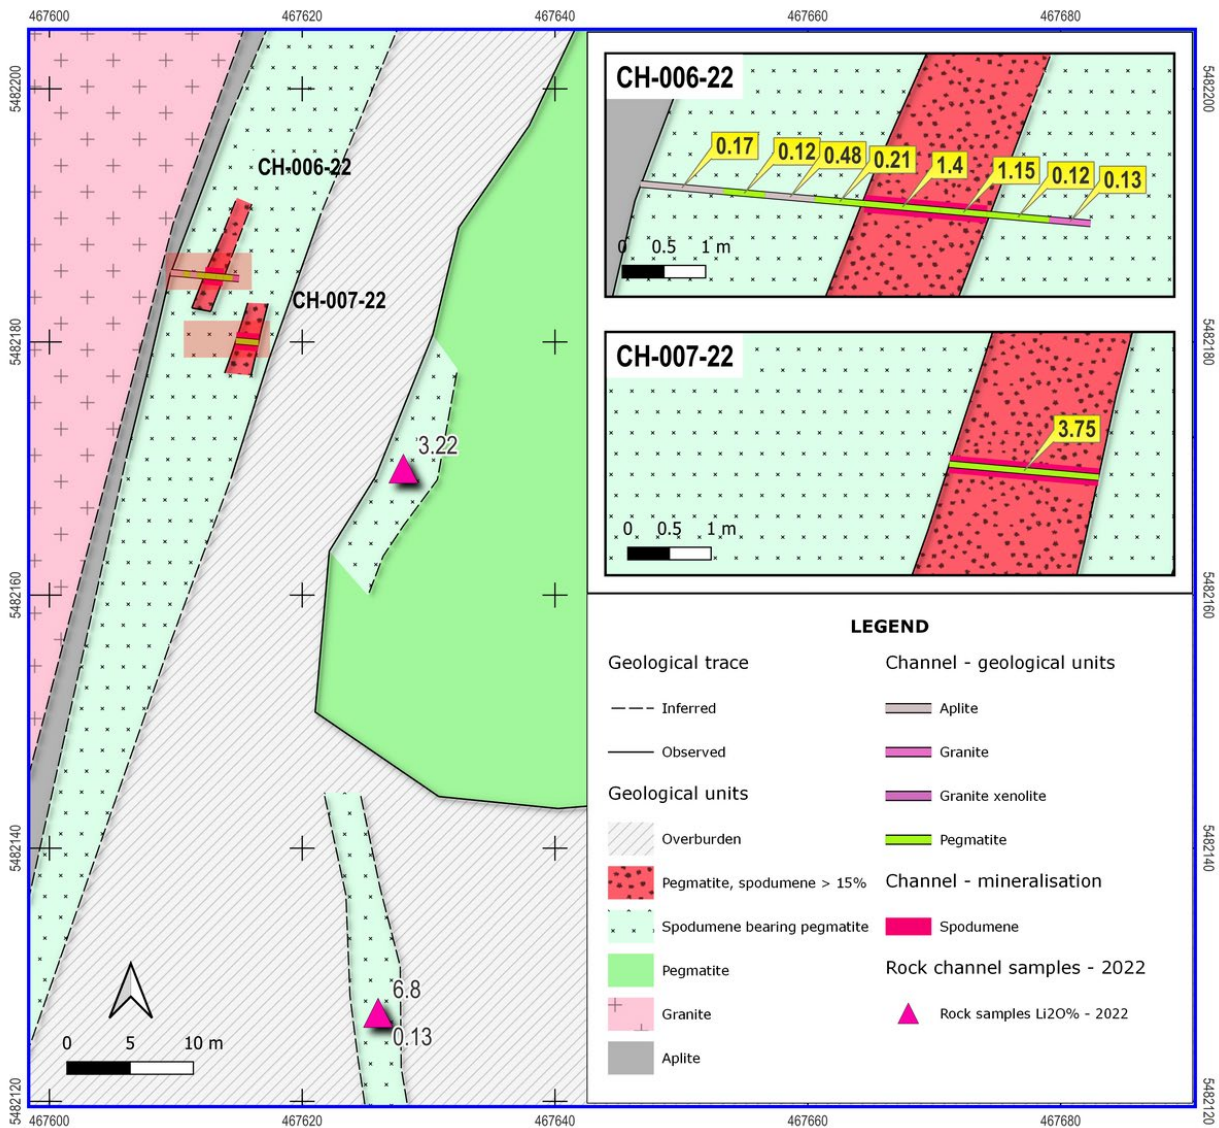 467600
467620
467640
467660
467680
5482200
5482180
5482160
5482140
5482120
CH-006-22
CH-007-22
3.22
6.8
0.13
0 5 10 m
467600
467620
467640
467660
467680
5482200
5482180
5482160
5482140
5482120
CH-006-22
0.17
0.12
0.48
0.21
1.4
1.15
0.12
0.13
0 0.5 1 m
CH-007-22
3.75
0 0.5 1 m
LEGEND
Geological trace
Inferred
Observed
Geological units
Overburden
Pegmatite, spodumene > 15%
Spodumene bearing pegmatite
Pegmatite
Granite
Aplite
Channel - geological units
Aplite
Granite
Granite xenolite
Pegmatite
Channel - mineralisation
Spodumene
Rock channel samples - 2022
Rock samples Li2O% - 2022